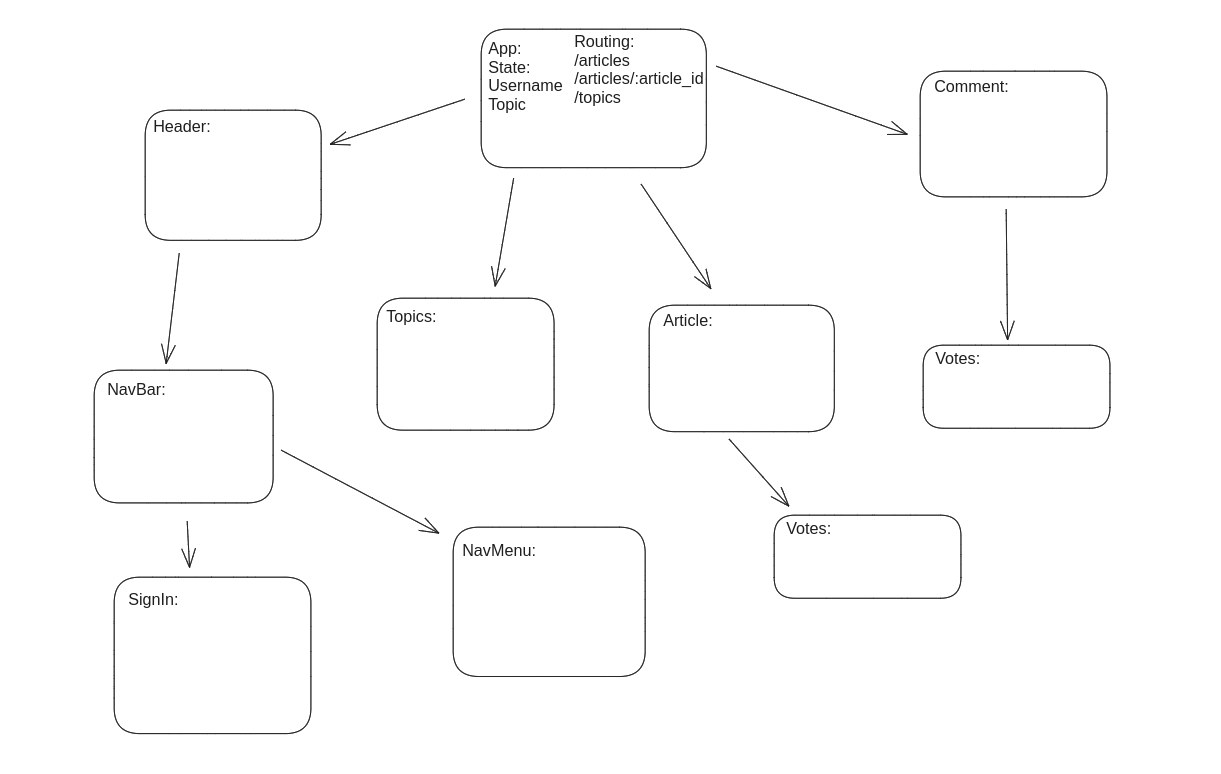 App:
State:
Username
Topic
Routing:
/articles
/articles/:article_id
/topics
Header:
Comment:
Topics:
Article:
Votes:
NavBar:
Votes:
NavMenu:
SignIn: